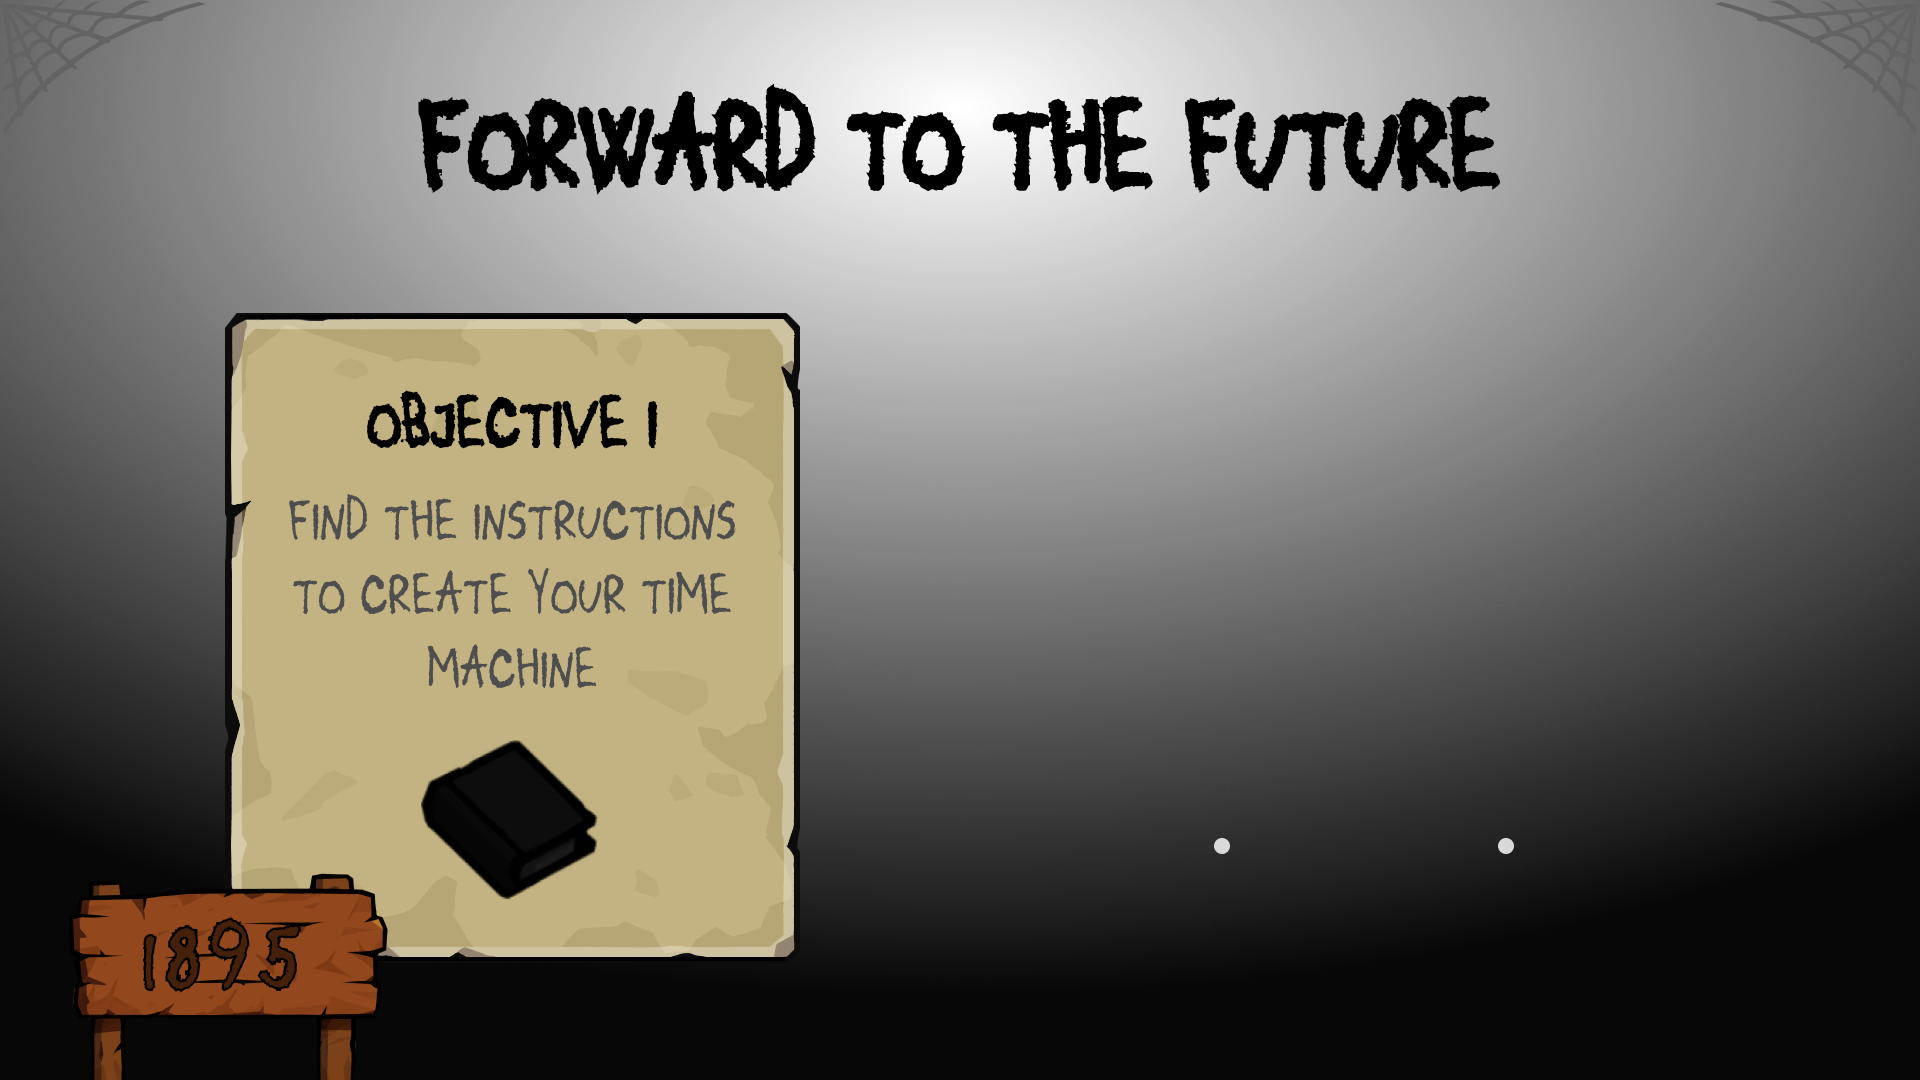 FORWARD TO THE FUTURE
OBJECTIVE 1
FIND THE INSTRUCTIONS
TO CREATE YOUR TIME
MACHINE
1895